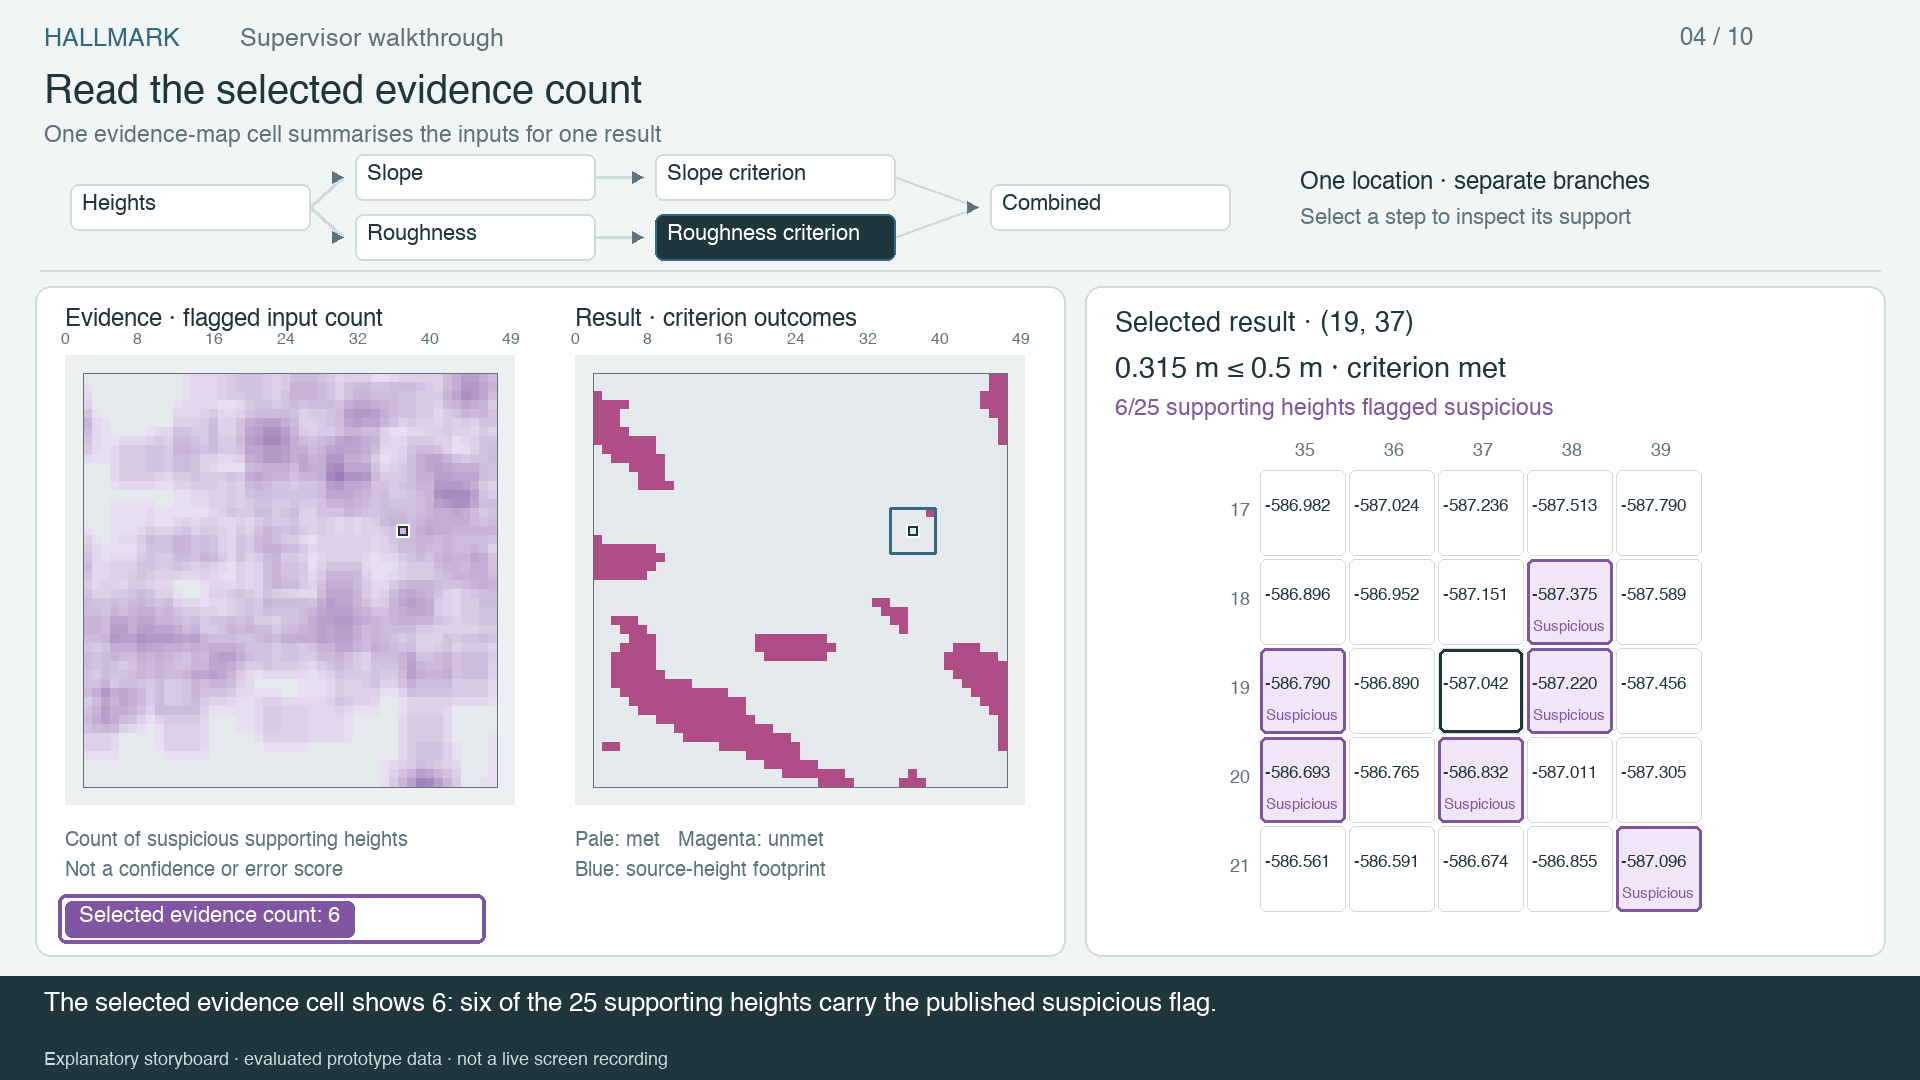 HALLMARK Supervisor walkthrough 04 / 10
Read the selected evidence count
One evidence-map cell summarises the inputs for one result
Heights
Slope
Slope criterion
Roughness
Roughness criterion
Combined
One location · separate branches
Select a step to inspect its support
Evidence · flagged input count
0 8 16 24 32 40 49
Count of suspicious supporting heights
Not a confidence or error score
Selected evidence count: 6
Result · criterion outcomes
0 8 16 24 32 40 49
Pale: met Magenta: unmet
Blue: source-height footprint
Selected result · (19, 37)
0.315 m ≤ 0.5 m · criterion met
6/25 supporting heights flagged suspicious
35 36 37 38 39
17 -586.982 -587.024 -587.236 -587.513 -587.790
18 -586.896 -586.952 -587.151 -587.375 -587.589
Suspicious
19 -586.790 -586.890 -587.042 -587.220 -587.456
Suspicious Suspicious
20 -586.693 -586.765 -586.832 -587.011 -587.305
Suspicious Suspicious
21 -586.561 -586.591 -586.674 -586.855 -587.096
Suspicious
The selected evidence cell shows 6: six of the 25 supporting heights carry the published suspicious flag.
Explanatory storyboard · evaluated prototype data · not a live screen recording